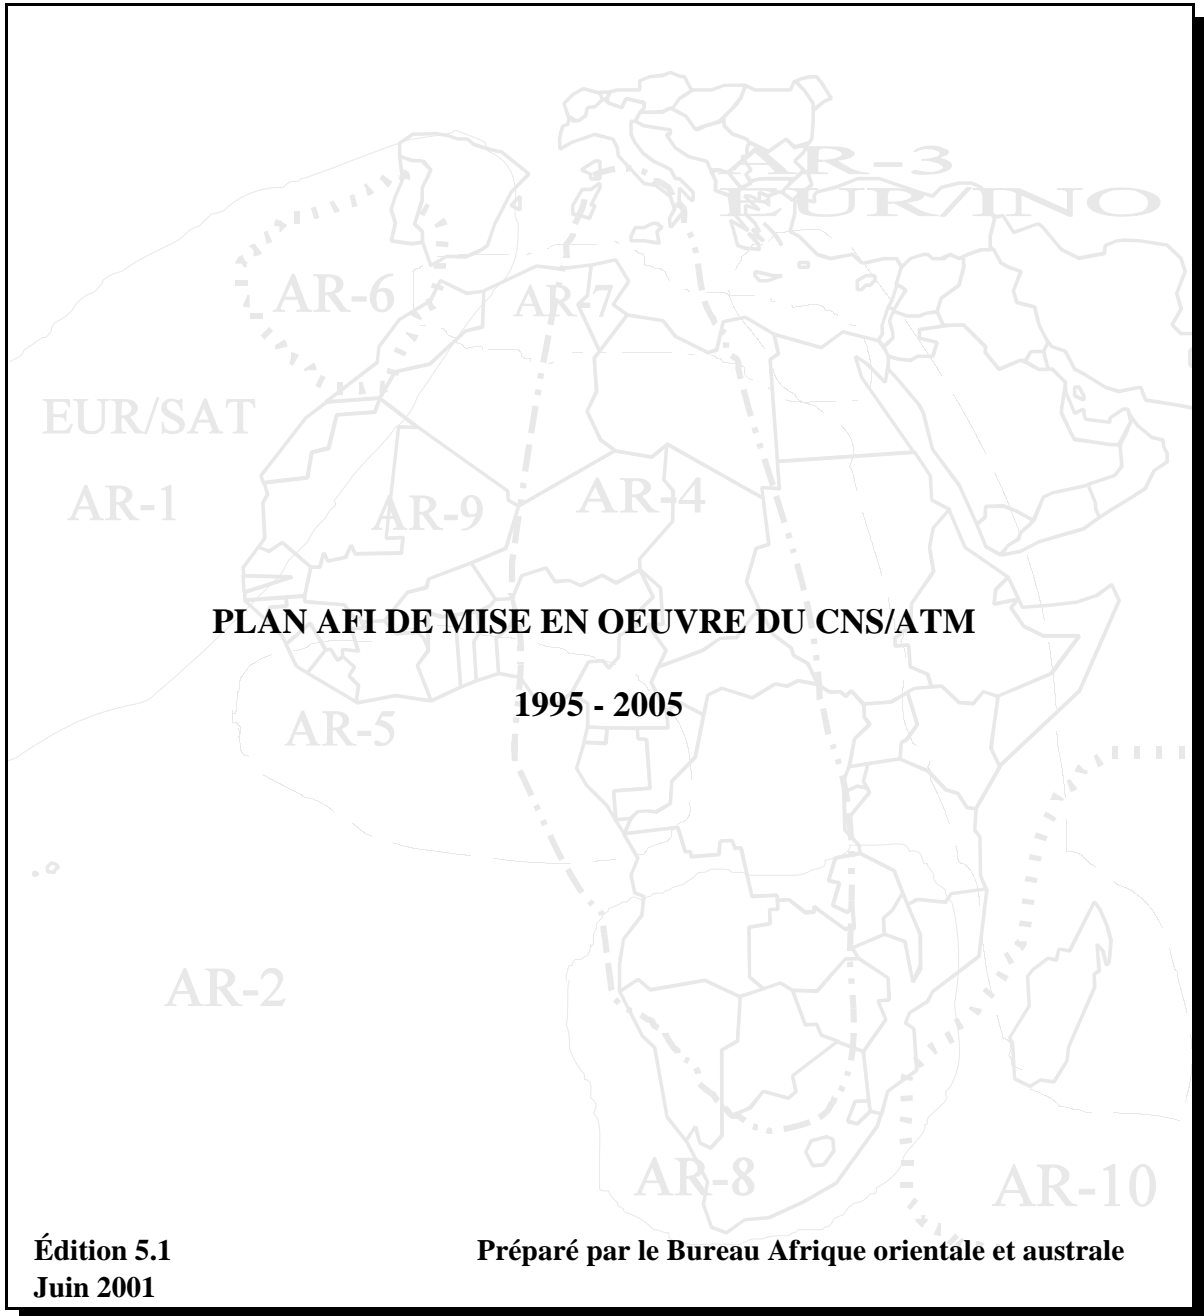 AR-3
EUR/INO
AR-6
AR-7
EUR/SAT
AR-1
AR-9
AR-4
PLAN AFI DE MISE EN OEUVRE DU CNS/ATM
1995 - 2005
AR-5
AR-2
AR-8
AR-10
Édition 5.1
Préparé par le Bureau Afrique orientale et australe
Juin 2001